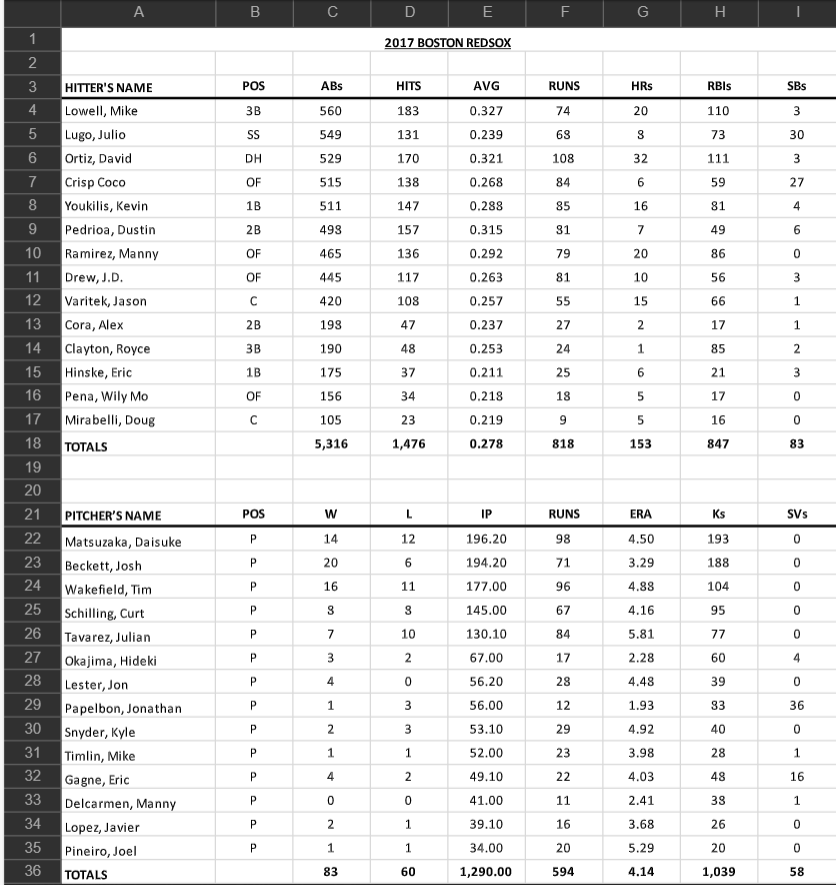 A B C D E F G H I
1 2017 BOSTON REDSOX
2
3 HITTER'S NAME POS ABs HITS AVG RUNS HRs RBIs SBs
4 Lowell, Mike 3B 560 183 0.327 74 20 110 3
5 Lugo, Julio SS 549 131 0.239 68 8 73 30
6 Ortiz, David DH 529 170 0.321 108 32 111 3
7 Crisp Coco OF 515 138 0.268 84 6 59 27
8 Youkilis, Kevin 1B 511 147 0.288 85 16 81 4
9 Pedrioa, Dustin 2B 498 157 0.315 81 7 49 6
10 Ramirez, Manny OF 465 136 0.292 79 20 86 0
11 Drew, J.D. OF 445 117 0.263 81 10 56 3
12 Varitek, Jason C 420 108 0.257 55 15 66 1
13 Cora, Alex 2B 198 47 0.237 27 2 17 1
14 Clayton, Royce 3B 190 48 0.253 24 1 85 2
15 Hinske, Eric 1B 175 37 0.211 25 6 21 3
16 Pena, Wily Mo OF 156 34 0.218 18 5 17 0
17 Mirabelli, Doug C 105 23 0.219 9 5 16 0
18 TOTALS 5,316 1,476 0.278 818 153 847 83
19
20
21 PITCHER'S NAME POS W L IP RUNS ERA Ks SVs
22 Matsuzaka, Daisuke P 14 12 196.20 98 4.50 193 0
23 Beckett, Josh P 20 6 194.20 71 3.29 188 0
24 Wakefield, Tim P 16 11 177.00 96 4.88 104 0
25 Schilling, Curt P 8 8 145.00 67 4.16 95 0
26 Tavarez, Julian P 7 10 130.10 84 5.81 77 0
27 Okajima, Hideki P 3 2 67.00 17 2.28 60 4
28 Lester, Jon P 4 0 56.20 28 4.48 39 0
29 Papelbon, Jonathan P 1 3 56.00 12 1.93 83 36
30 Snyder, Kyle P 2 3 53.10 29 4.92 40 0
31 Timlin, Mike P 1 1 52.00 23 3.98 28 1
32 Gagne, Eric P 4 2 49.10 22 4.03 48 16
33 Delcarmen, Manny P 0 0 41.00 11 2.41 38 1
34 Lopez, Javier P 2 1 39.10 16 3.68 26 0
35 Pineiro, Joel P 1 1 34.00 20 5.29 20 0
36 TOTALS 83 60 1,290.00 594 4.14 1,039 58